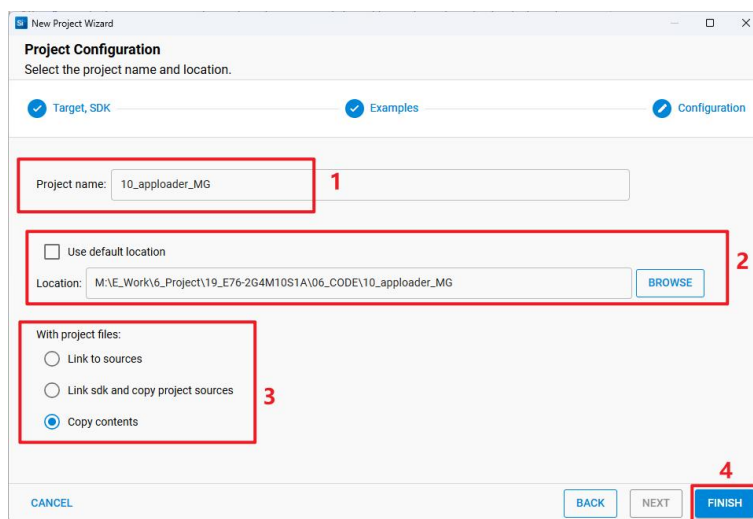 Si New Project Wizard
Project Configuration
Select the project name and location.
Target, SDK Examples Configuration
Project name: 10_apploader_MG 1
Use default location
2
Location: M:\E_Work\6_Project\19_E76-2G4M10S1A\06_CODE\10_apploader_MG BROWSE
With project files:
Link to sources
Link sdk and copy project sources
3
Copy contents
4
CANCEL BACK NEXT FINISH